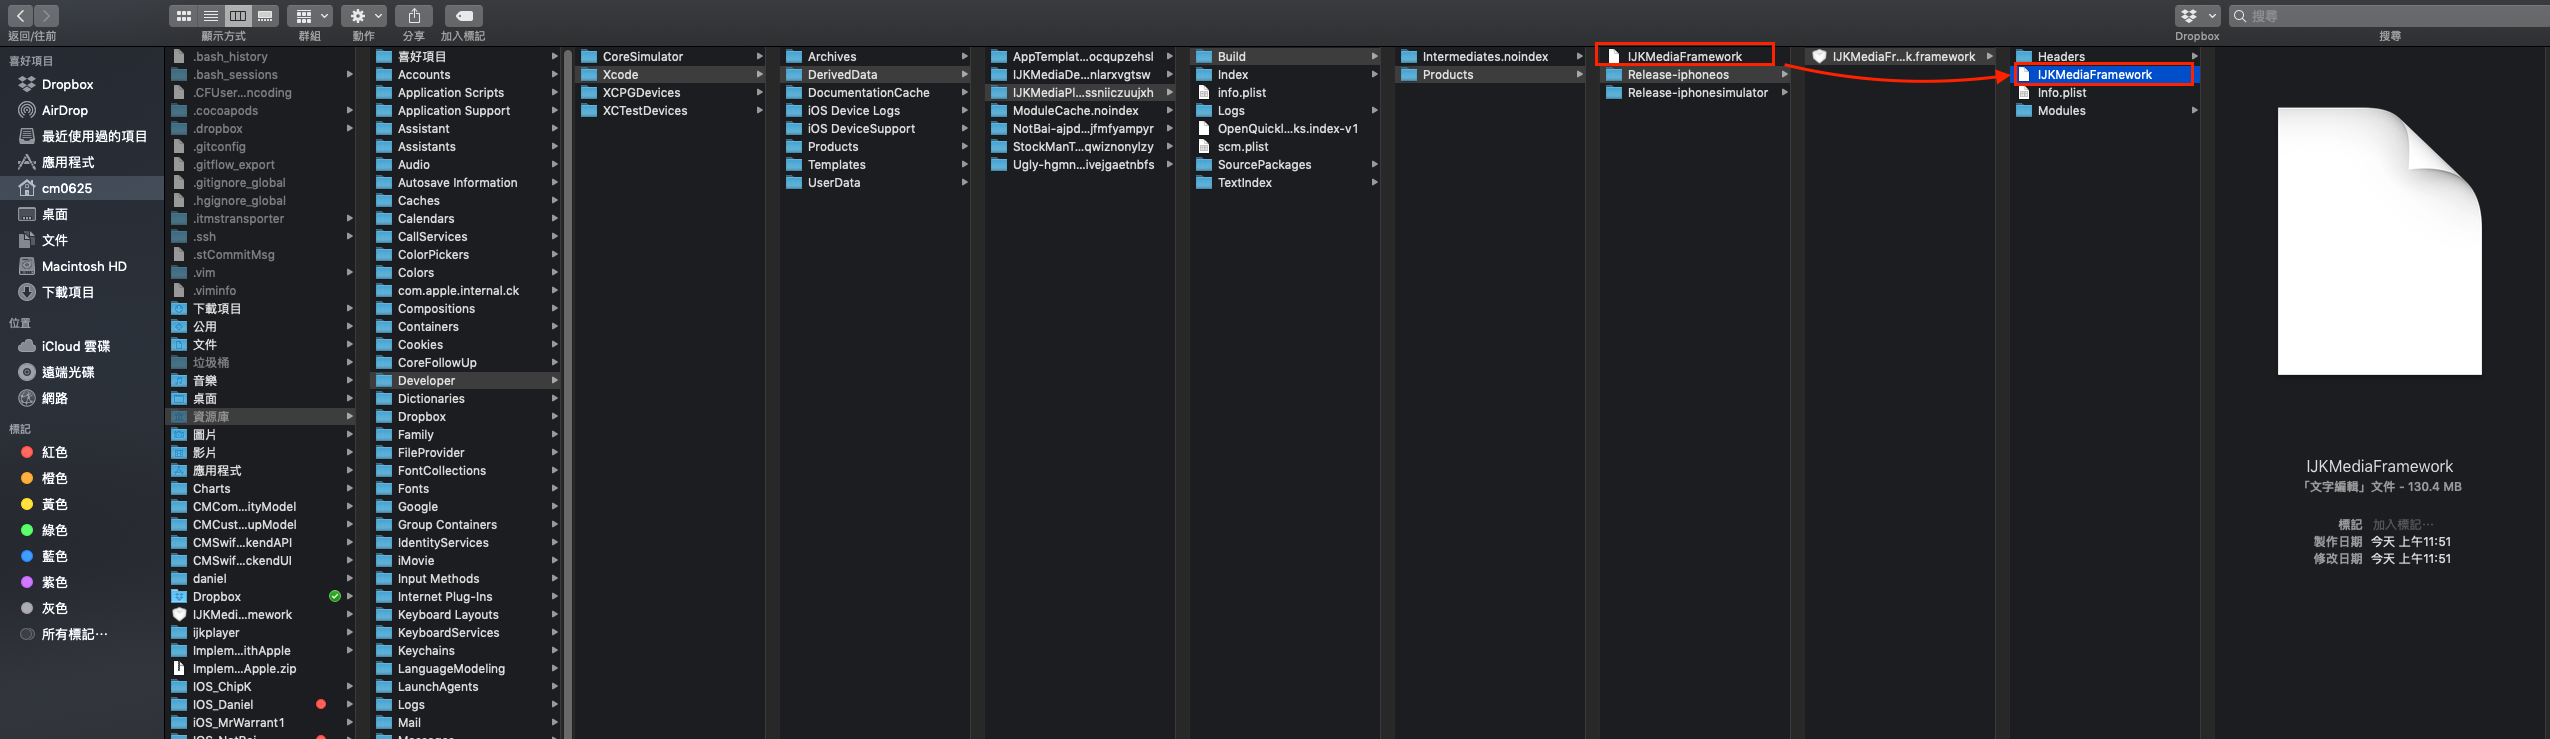 返回/往前
顯示方式
群組
動作
分享
加入標記
Dropbox
搜尋
搜尋
喜好項目
Dropbox
AirDrop
最近使用過的項目
應用程式
cm0625
桌面
文件
Macintosh HD
下載項目
位置
iCloud 雲碟
遠端光碟
網路
標記
紅色
橙色
黃色
綠色
藍色
紫色
灰色
所有標記…
.bash_history
.bash_sessions
.CFUser...ncoding
.cocoapods
.dropbox
.gitconfig
.gitflow_export
.gitignore_global
.hgignore_global
.itmstransporter
.ssh
.stCommitMsg
.vim
.viminfo
下載項目
公用
文件
垃圾桶
音樂
桌面
資源庫
圖片
影片
應用程式
Charts
CMCom...ityModel
CMCust...upModel
CMSwif...kendAPI
CMSwif...ckendUI
daniel
Dropbox
IJKMedi...mework
ijkplayer
Implem...ithApple
Implem...Apple.zip
IOS_ChipK
IOS_Daniel
iOS_MrWarrant1
喜好項目
Accounts
Application Scripts
Application Support
Assistant
Assistants
Audio
Autosave Information
Caches
Calendars
CallServices
ColorPickers
Colors
com.apple.internal.ck
Compositions
Containers
Cookies
CoreFollowUp
Developer
Dictionaries
Dropbox
Family
FileProvider
FontCollections
Fonts
Google
Group Containers
IdentityServices
iMovie
Input Methods
Internet Plug-Ins
Keyboard Layouts
KeyboardServices
Keychains
LanguageModeling
LaunchAgents
Logs
Mail
CoreSimulator
Xcode
XCPGDevices
XCTestDevices
Archives
DerivedData
DocumentationCache
iOS Device Logs
iOS DeviceSupport
Products
Templates
UserData
AppTemplat...ocqupzehsl
IJKMediaDe...nlarxvgtsw
IJKMediaPl...ssniiczuujxh
ModuleCache.noindex
NotBai-ajpd...jfmfyampyr
StockManT...qwiznonylzy
Ugly-hgmn...ivejgaetnbfs
Build
Index
info.plist
Logs
OpenQuickl...ks.index-v1
scm.plist
SourcePackages
TextIndex
Intermediates.noindex
Products
IJKMediaFramework
Release-iphoneos
Release-iphonesimulator
IJKMediaFr...k.framework
Headers
IJKMediaFramework
Info.plist
Modules
IJKMediaFramework
「文字編輯」文件 - 130.4 MB
標記 加入標記…
製作日期 今天 上午11:51
修改日期 今天 上午11:51